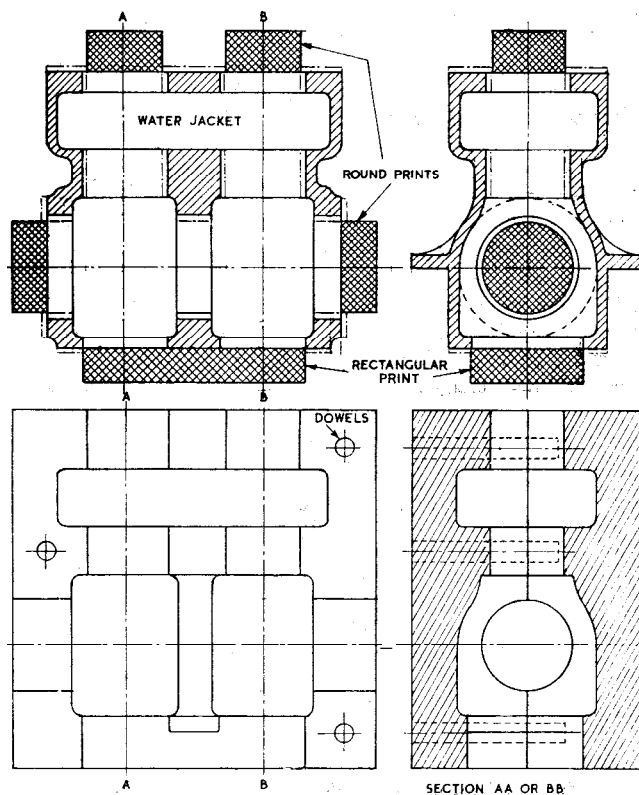 A B
WATER JACKET
ROUND PRINTS
RECTANGULAR
PRINT
A B
DOWELS
A B
SECTION AA OR BB